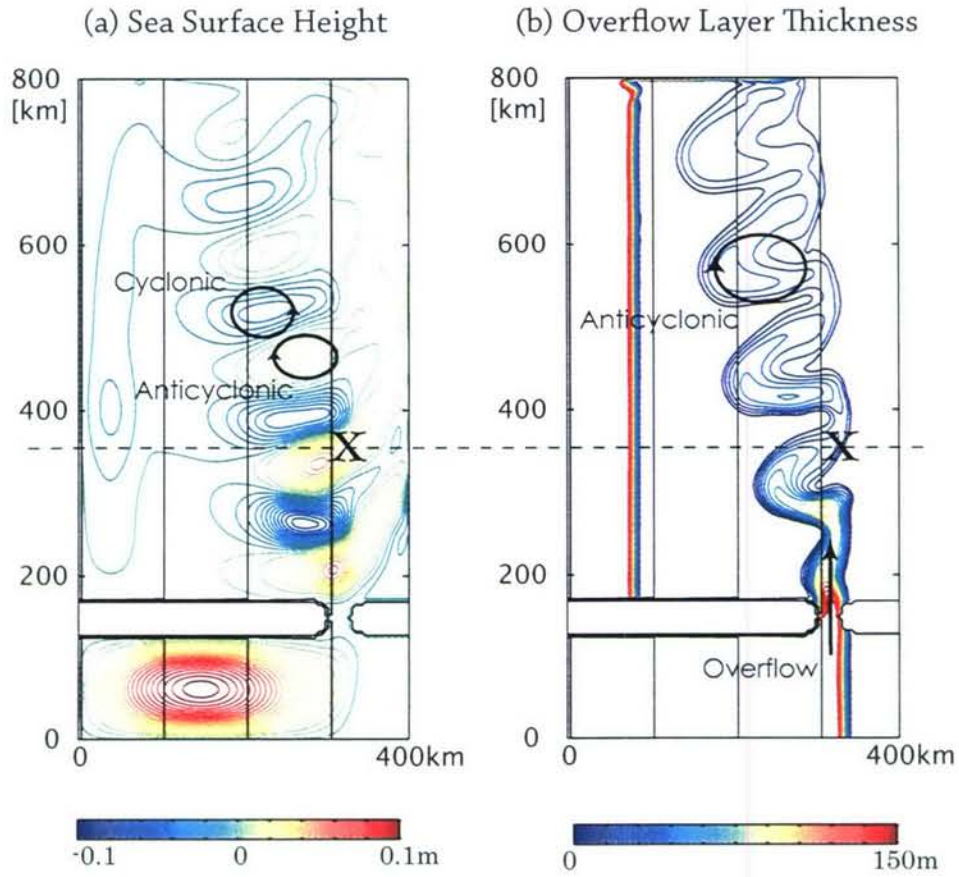 (a) Sea Surface Height
(b) Overflow Layer Thickness
800
[km]
600
400
200
0
0
400km
Cyclonic
Anticyclonic
X
-0.1
0
0.1m
800
[km]
600
400
200
0
0
400km
Anticyclonic
X
Overflow
0
150m